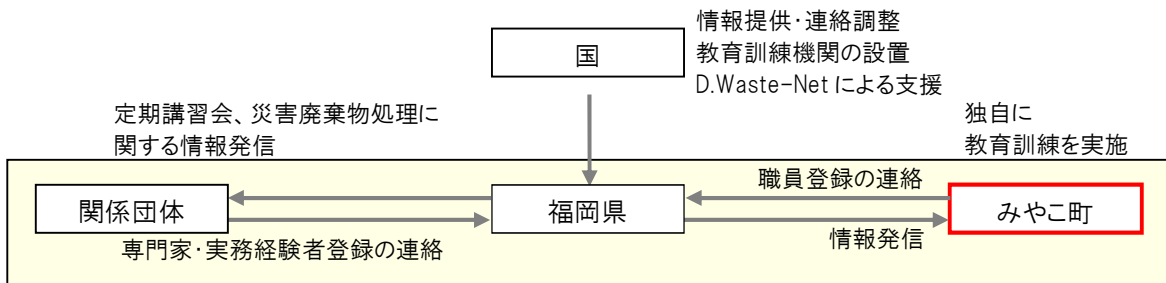 情報提供・連絡調整
教育訓練機関の設置
D.Waste-Netによる支援
国
定期講習会、災害廃棄物処理に
関する情報発信
独自に
教育訓練を実施
職員登録の連絡
関係団体
福岡県
みやこ町
専門家・実務経験者登録の連絡
情報発信